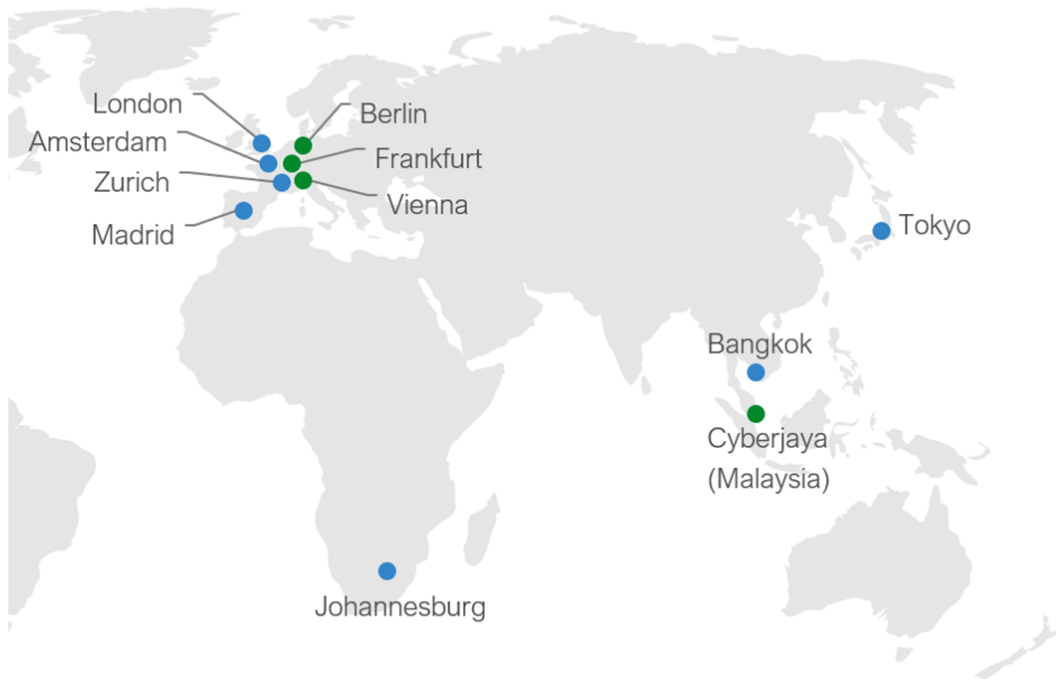 London
Berlin
Amsterdam
Frankfurt
Zurich
Vienna
Madrid
Tokyo
Bangkok
Cyberjaya
(Malaysia)
Johannesburg